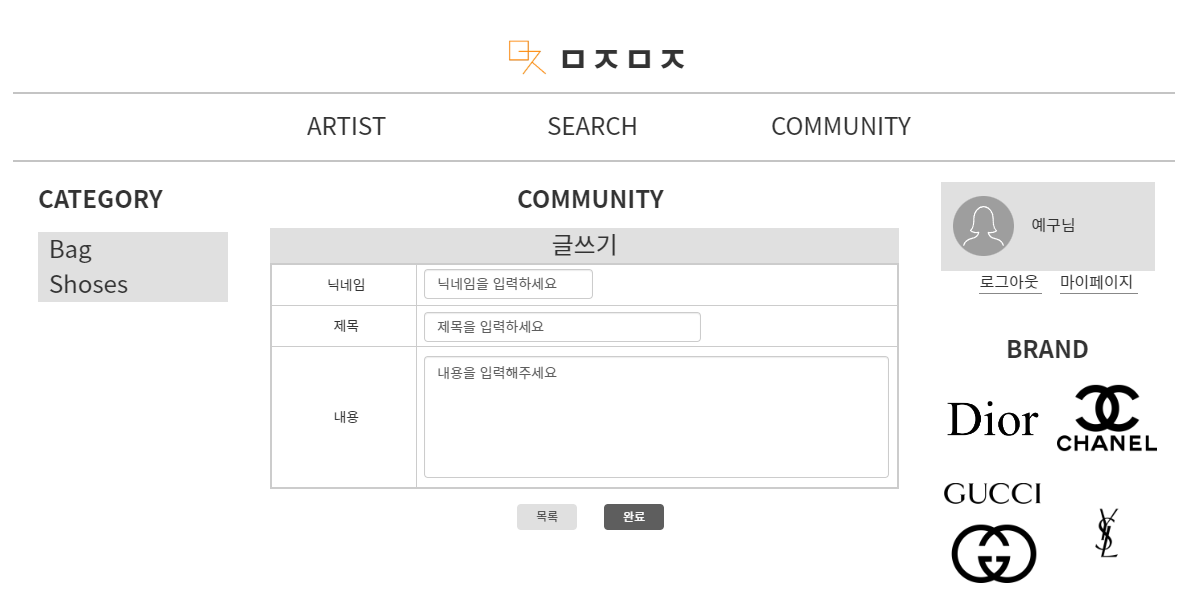 ㅁㅈㅁㅈ
ARTIST SEARCH COMMUNITY
CATEGORY
Bag
Shoses
COMMUNITY
글쓰기
닉네임 닉네임을 입력하세요
제목 제목을 입력하세요
내용 내용을 입력해주세요
목록 완료
예구님
로그아웃 마이페이지
BRAND
Dior CHANEL
GUCCI YSL